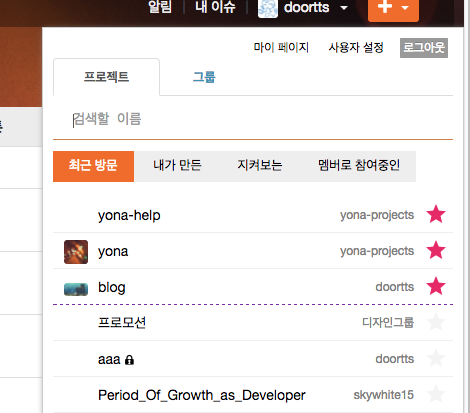 알림 내 이슈 doortts +
마이 페이지 사용자 설정 로그아웃
프로젝트 그룹
검색할 이름
최근 방문 내가 만든 지켜보는 멤버로 참여중인
yona-help yona-projects
yona yona-projects
blog doortts
프로모션 디자인그룹
aaa doortts
Period_Of_Growth_as_Developer skywhite15